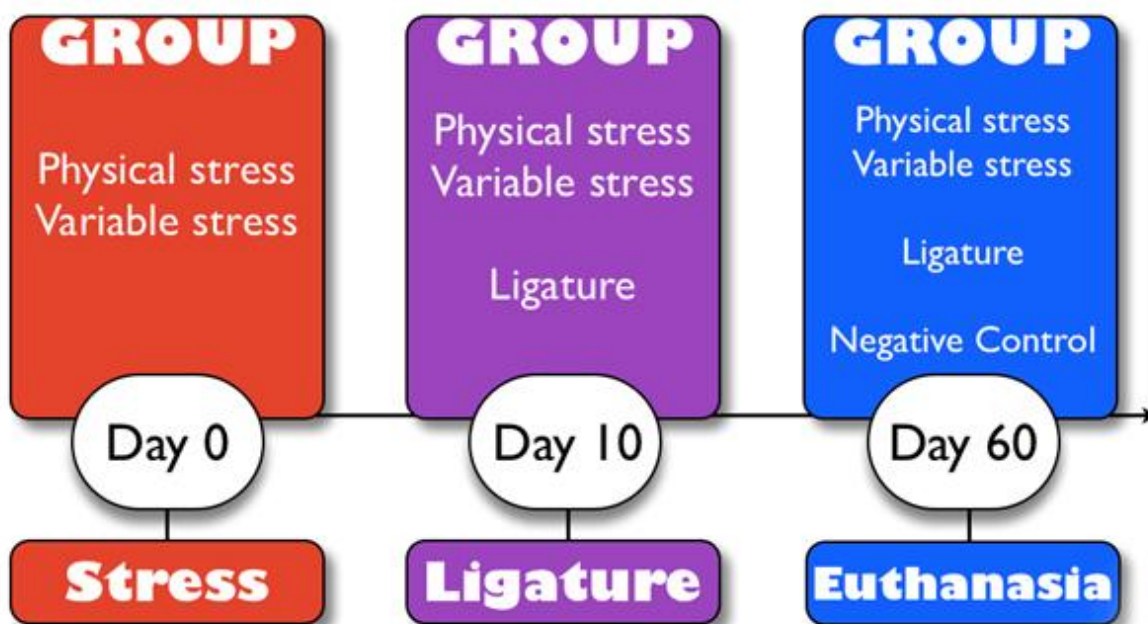 GROUP
Physical stress
Variable stress
Day 0
Stress
GROUP
Physical stress
Variable stress
Ligature
Day 10
Ligature
GROUP
Physical stress
Variable stress
Ligature
Negative Control
Day 60
Euthanasia